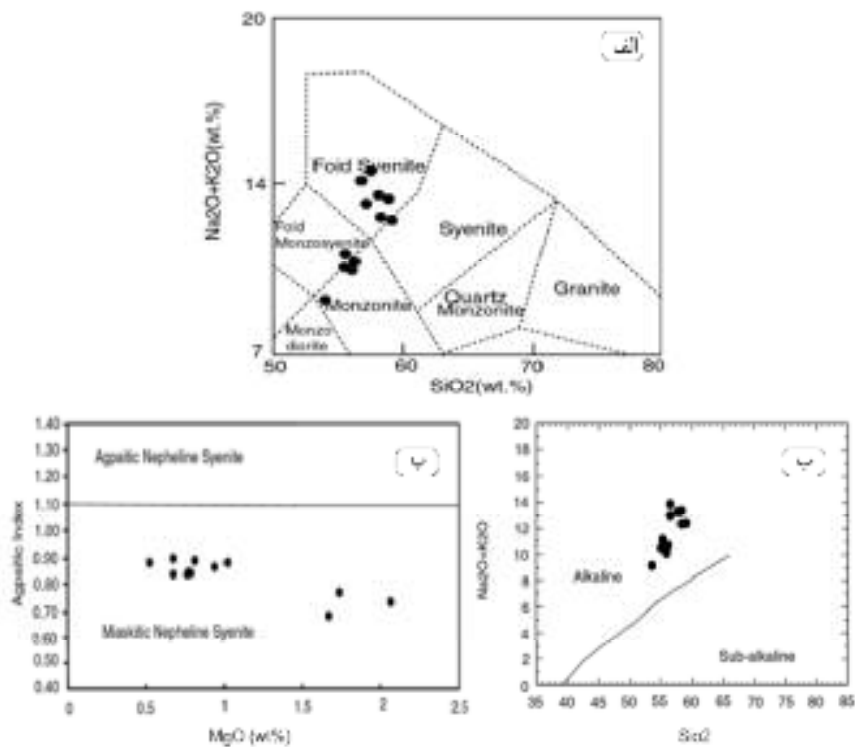 20
الف
Na2O+K2O(wt.%)
Foid Syenite
14
Foid
Monzosyenite
Syenite
Monzonite
Quartz
Monzonite
Granite
Monzo
diorite
7
50
60
70
80
SiO2(wt.%)
1.40
1.30
1.20
1.10
1.00
0.90
0.80
0.70
0.60
0.50
0.40
Agpaitic Nepheline Syenite
ب
Agpaitic Index
Miaskitic Nepheline Syenite
0
0.5
1
1.5
2
2.5
MgO (wt%)
20
18
16
14
12
10
8
6
4
2
0
ب
Na2O+K2O
Alkaline
Sub-alkaline
35
40
45
50
55
60
65
70
75
80
85
Sio2